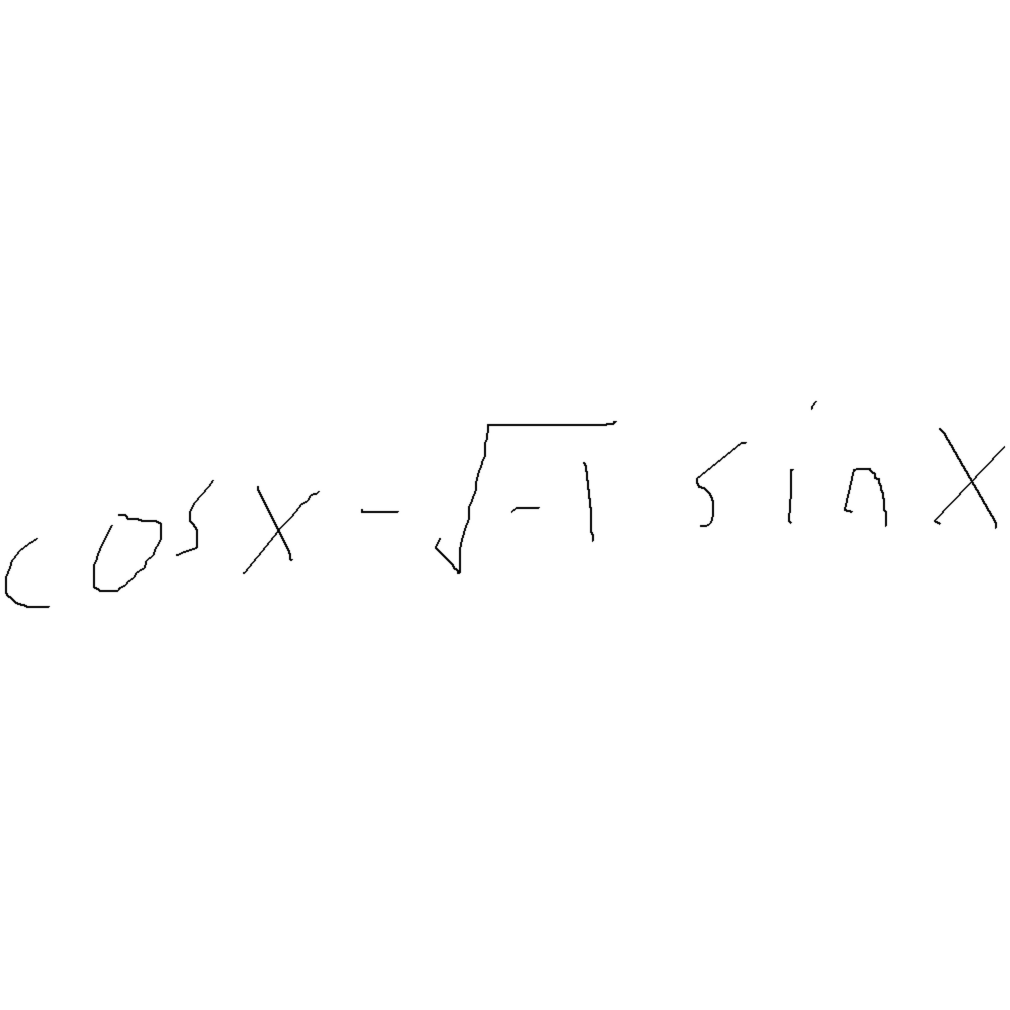 cos x - √-1 sin x